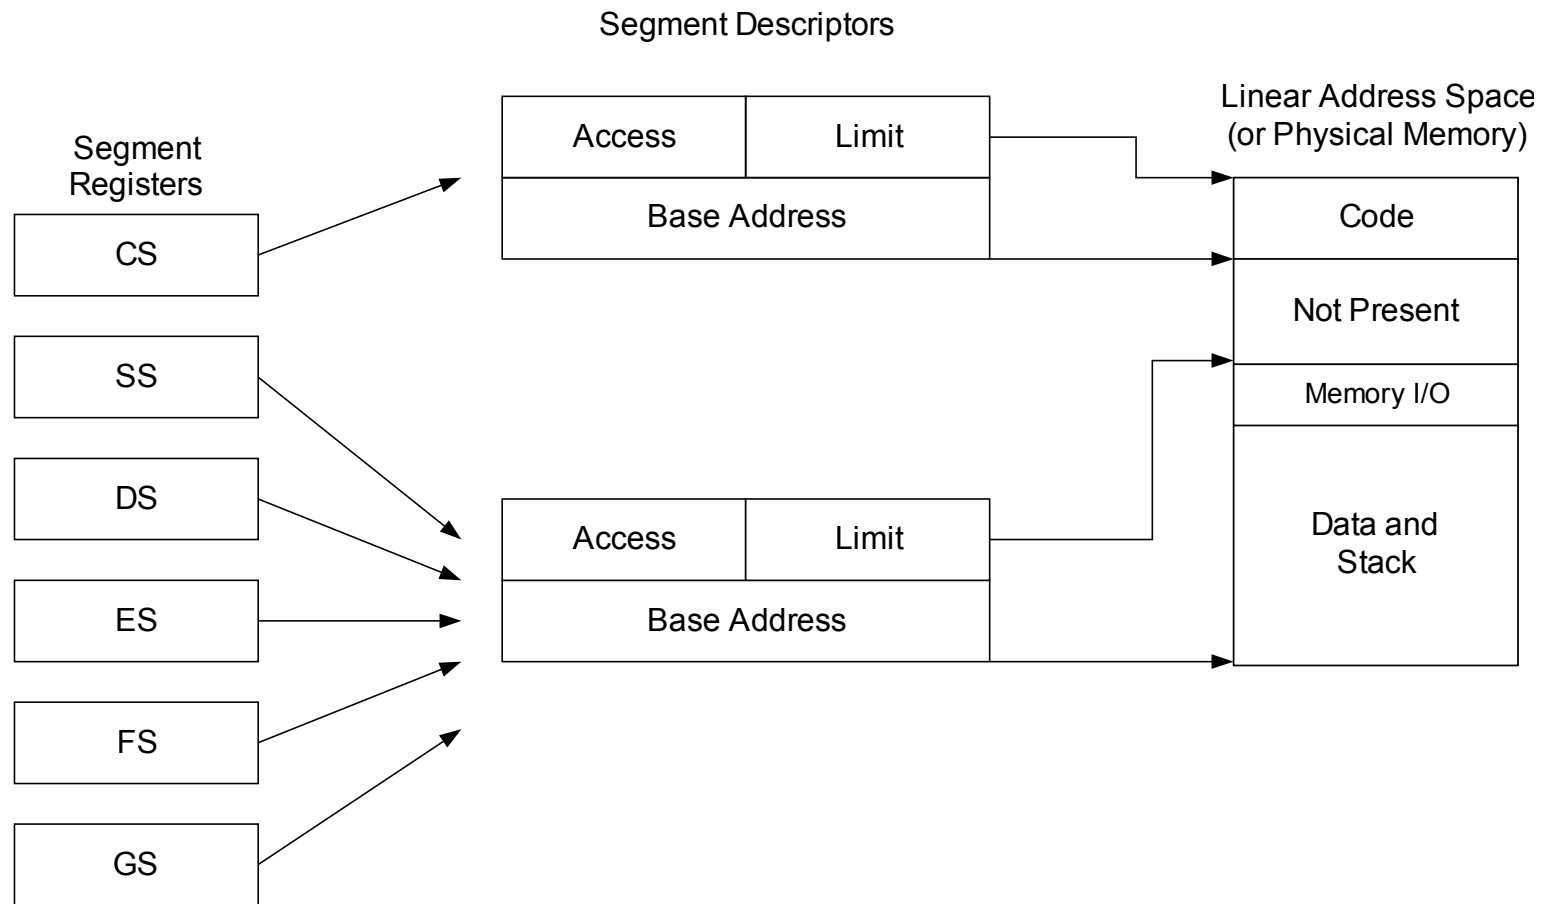 Segment Descriptors
Segment
Registers
CS
SS
DS
ES
FS
GS
Access
Limit
Base Address
Access
Limit
Base Address
Linear Address Space
(or Physical Memory)
Code
Not Present
Memory I/O
Data and
Stack